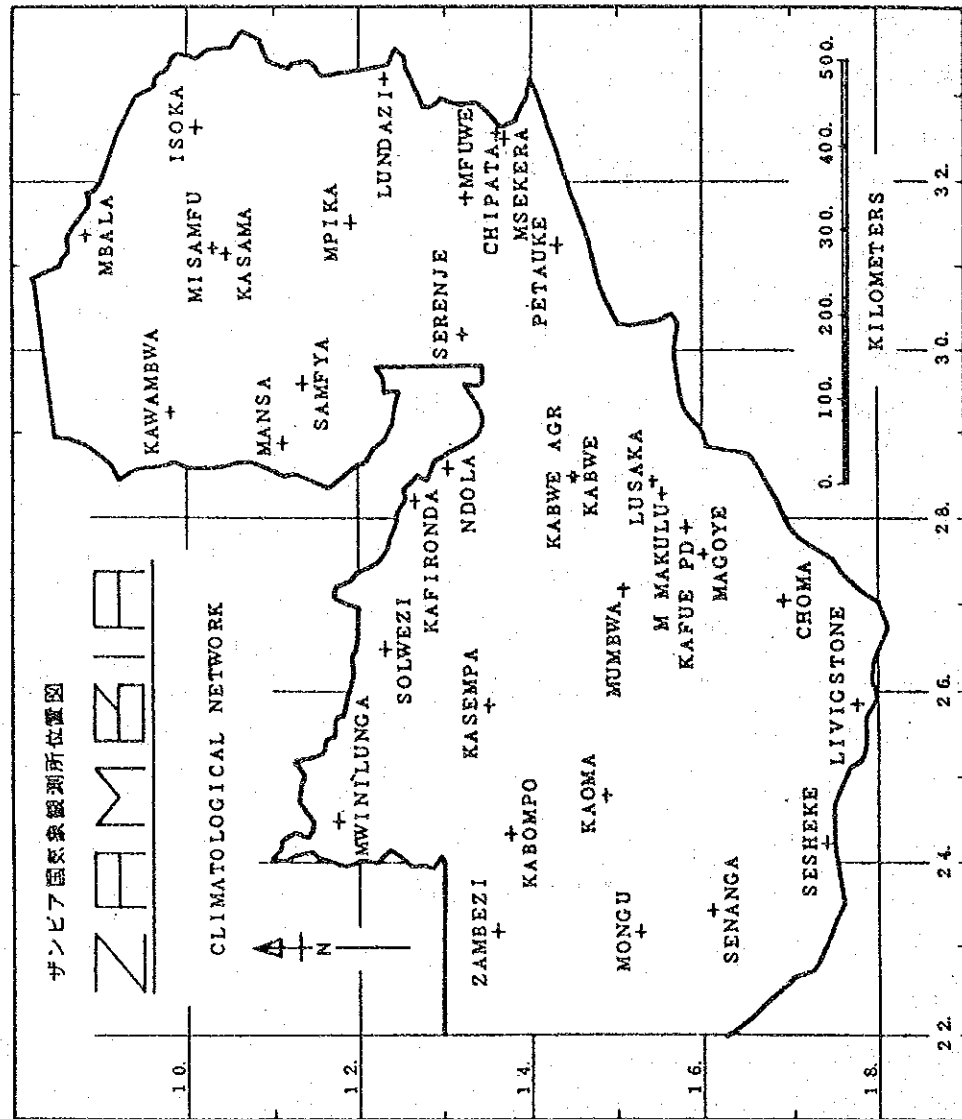 ザンビア国気象観測所位置図
ZAMBIA
CLIMATOLOGICAL NETWORK
N
MBALA
ISOKA
KAWAMBWA
MISAMFU
KASAMA
MANSA
SAMFYA
MPIKA
LUNDAZI
MWINILUNGA
SOLWEZI
KAFIRONDA
NDOLA
SERENJE
MFUWE
CHIPATA
MSEKERA
PETAUKE
ZAMBEZI
KABOMPO
KASEMPA
KABWE AGR
KABWE
KAOMA
MUMBWA
LUSAKA
M MAKULU
KAFUE PD
MAGOYE
MONGU
SENANGA
CHOMA
SESHEKE
LIVIGSTONE
10.
12.
14.
16.
18.
22.
24.
26.
28.
30.
32.
0. 100. 200. 300. 400. 500.
KILOMETERS